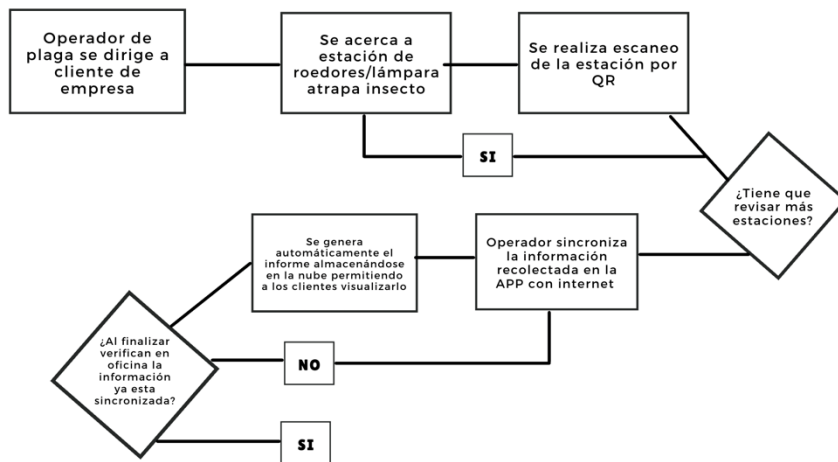 Operador de
plaga se dirige a
cliente de
empresa
Se acerca a
estación de
roedores/lámpara
atrapa insecto
Se realiza escaneo
de la estación por
QR
SI
¿Tiene que
revisar más
estaciones?
Se genera
automáticamente el
informe almacenándose
en la nube permitiendo
a los clientes visualizarlo
Operador sincroniza
la información
recolectada en la
APP con internet
¿Al finalizar
verifican en
oficina la
información
ya esta
sincronizada?
NO
SI